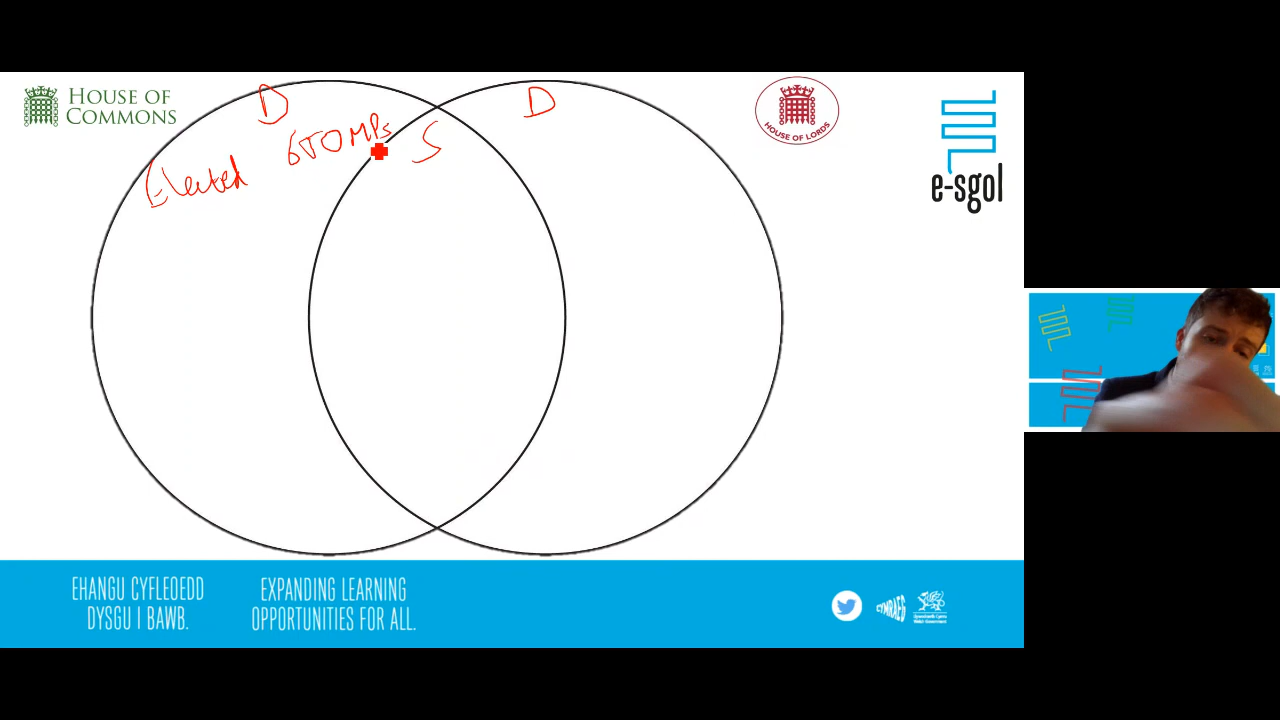 HOUSE OF
COMMONS
D
650 MPs
Elected
S
D
HOUSE OF LORDS
e-sgol
EHANGU CYFLEOEDD
DYSGU I BAWB.
EXPANDING LEARNING
OPPORTUNITIES FOR ALL.
CYMRAEG